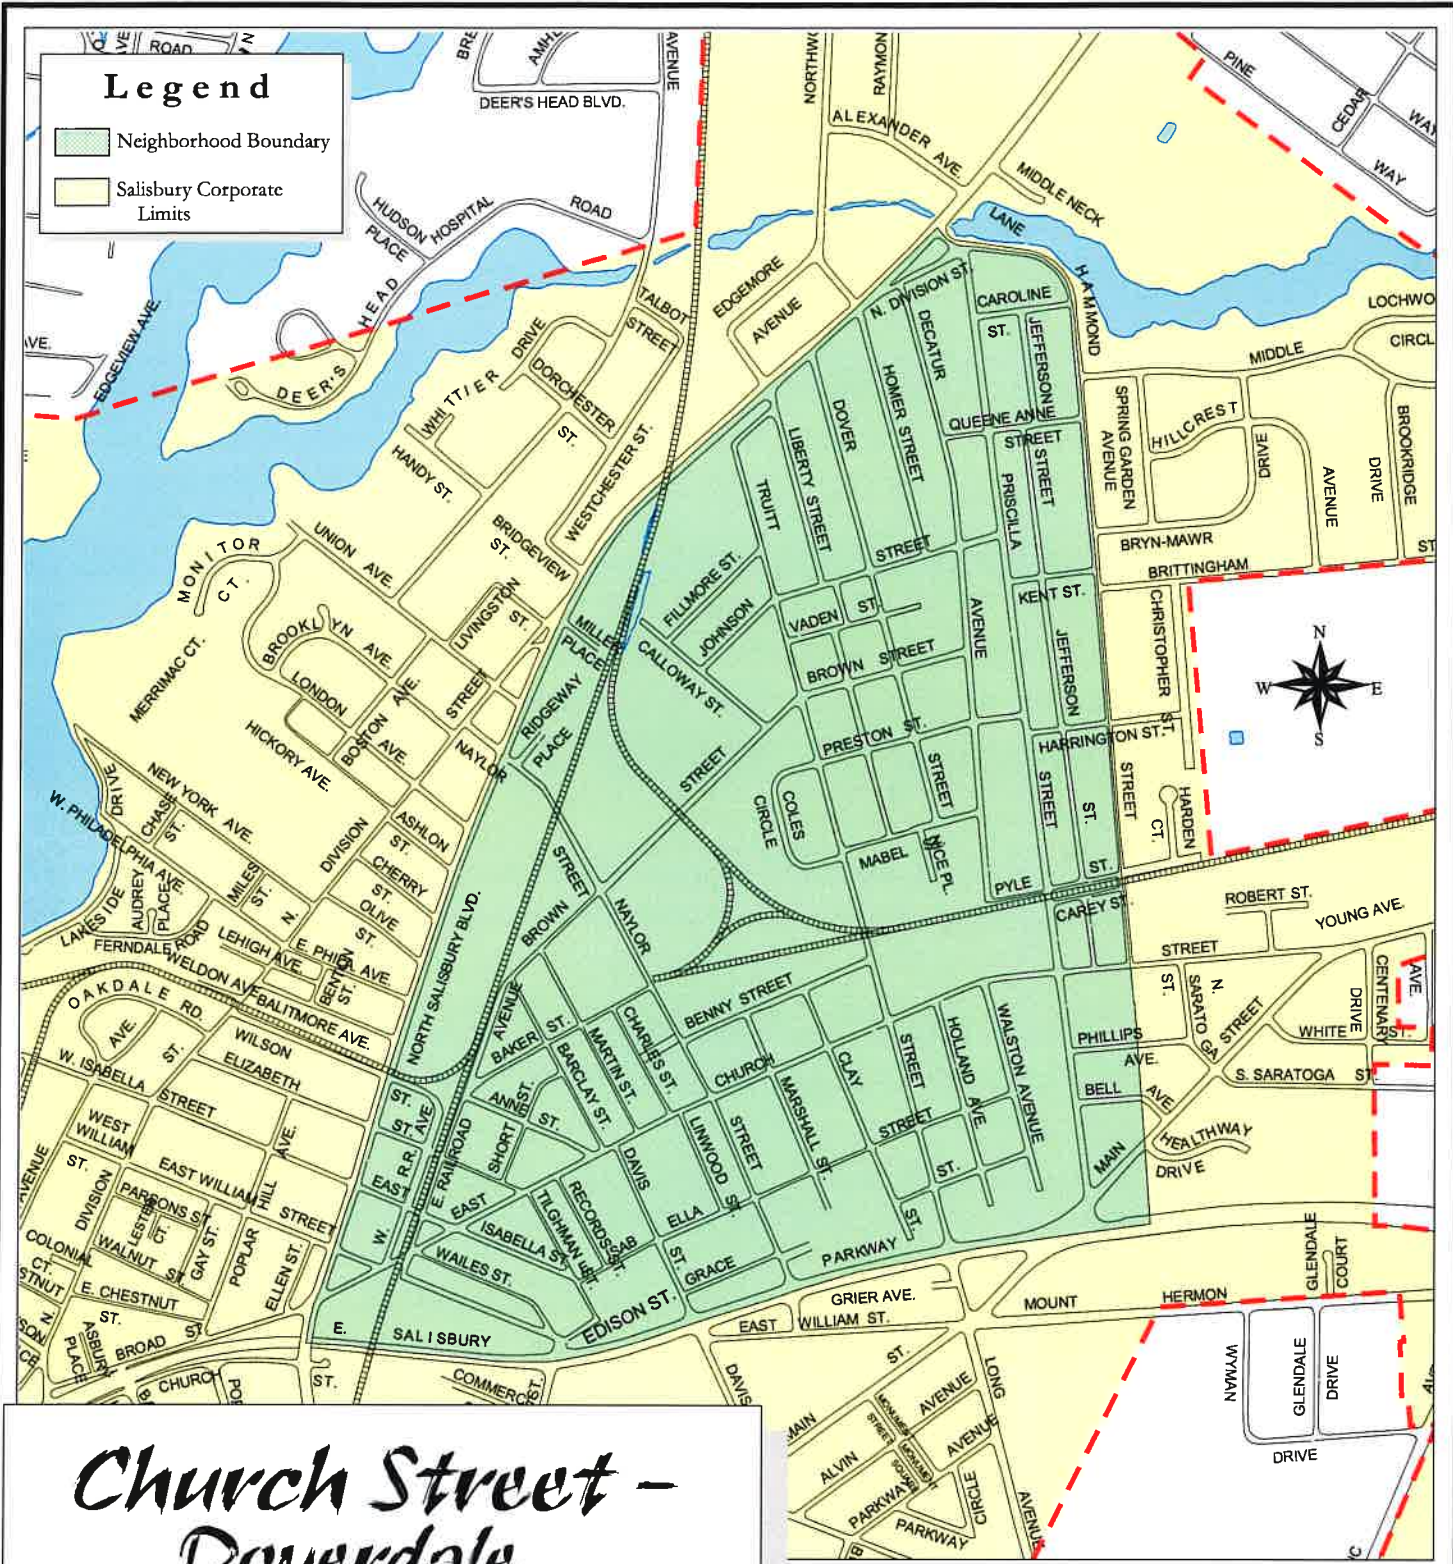 Legend
Neighborhood Boundary
Salisbury Corporate
Limits
ROAD
AVENUE
DEER'S HEAD BLVD.
HUDSON
PLACE
HOSPITAL
ROAD
HEAD
DEER'S
EDGEVIEW AVE.
ALEXANDER AVE.
MIDDLE NECK
LANE
HAMMOND
PINE
CEDAR
WAY
LOCHWO
CIRCL
MIDDLE
EDGEMORE
AVENUE
TALBOT
STREET
WHITTIER
DRIVE
DORCHESTER
ST.
HANDY ST.
WESTCHESTER ST.
BRIDGEVIEW
ST.
N. DIVISION ST.
CAROLINE
ST.
JEFFERSON
STREET
DECATUR
HOMER STREET
DOVER
LIBERTY STREET
TRUITT
QUEENE ANNE
STREET
PRISCILLA
STREET
AVENUE
SPRING GARDEN
AVENUE
HILLCREST
DRIVE
AVENUE
DRIVE
BROOKRIDGE
BRYN-MAWR
BRITTINGHAM
ST
MONITOR
CT.
UNION AVE.
LIVINGSTON
ST.
BROOKLYN AVE.
MERRIMAC CT.
LONDON
BOSTON
AVE.
AVE.
STREET
HICKORY AVE.
NAYLOR
MILLER
PLACE
RIDGEWAY
PLACE
FILLMORE ST.
JOHNSON
CALLOWAY ST.
VADEN
ST.
BROWN STREET
PRESTON ST.
STREET
KENT ST.
JEFFERSON
HARRINGTON ST.
STREET
ST.
CHRISTOPHER
ST
STREET
HARDEN
CT.
N
W
E
S
W. PHILADELPHIA AVE.
DRIVE
NEW YORK AVE.
CHASE
ST.
DIVISION
ASHLON
ST.
CHERRY
ST.
OLIVE
ST.
MILES
ST.
N.
AUDREY
PLACE
LAKESIDE
FERNDALE ROAD
LEHIGH AVE.
E. PHILA. AVE.
WELDON AVE.
BENTON
ST.
BALITMORE AVE.
OAKDALE RD.
AVE.
ST.
WILSON
ELIZABETH
W. ISABELLA
STREET
NORTH SALISBURY BLVD.
STREET
STREET
BROWN
NAYLOR
AVENUE
COLES
CIRCLE
MABEL
NICE PL.
PYLE
ST.
CAREY ST.
ROBERT ST.
YOUNG AVE.
STREET
ST.
N.
SARATOGA
STREET
DRIVE
CENTENARY
AVE.
WHITE
ST.
S. SARATOGA ST.
BENNY STREET
BAKER ST.
BARCLAY ST.
MARTIN ST.
CHARLES ST.
CHURCH
STREET
CLAY
STREET
HOLLAND
AVE
WALSTON AVENUE
MARSHALL ST.
STREET
PHILLIPS
AVE.
BELL
AVE
HEALTHWAY
DRIVE
MAIN
ANNE
ST.
ST.
SHORT
DAVIS
LINWOOD ST.
ST.
AVE
R.R.
EAST
W.
E. RAILROAD
EAST
ISABELLA ST.
WAILES ST.
TILGHMAN
RECORDS
ST.
ELLA
ST.
GRACE
PARKWAY
ST.
ST.
EDISON ST.
E. SALISBURY
WEST
WILLIAM
ST.
AVENUE
EAST WILLIAM
STREET
AVE.
HILL
DIVISION
PARSONS ST.
LESTER
CT.
WALNUT ST.
GAY ST.
POPLAR
ELLEN ST.
COLONIAL
CT.
E. CHESTNUT
ST.
N.
ASBURY
PLACE
BROAD ST
CHURCH
ST.
COMMERC
GRIER AVE.
EAST WILLIAM ST.
MOUNT HERMON
GLENDALE
COURT
WYMAN
GLENDALE
DRIVE
DRIVE
DAVIS
ST.
LONG
AVENUE
AVENUE
MONUMENT
STREET
MONUMENT
SQUARE
ALVIN
PARKWAY
PARKWAY
CIRCLE
AVENUE
Church Street -
Doverdale